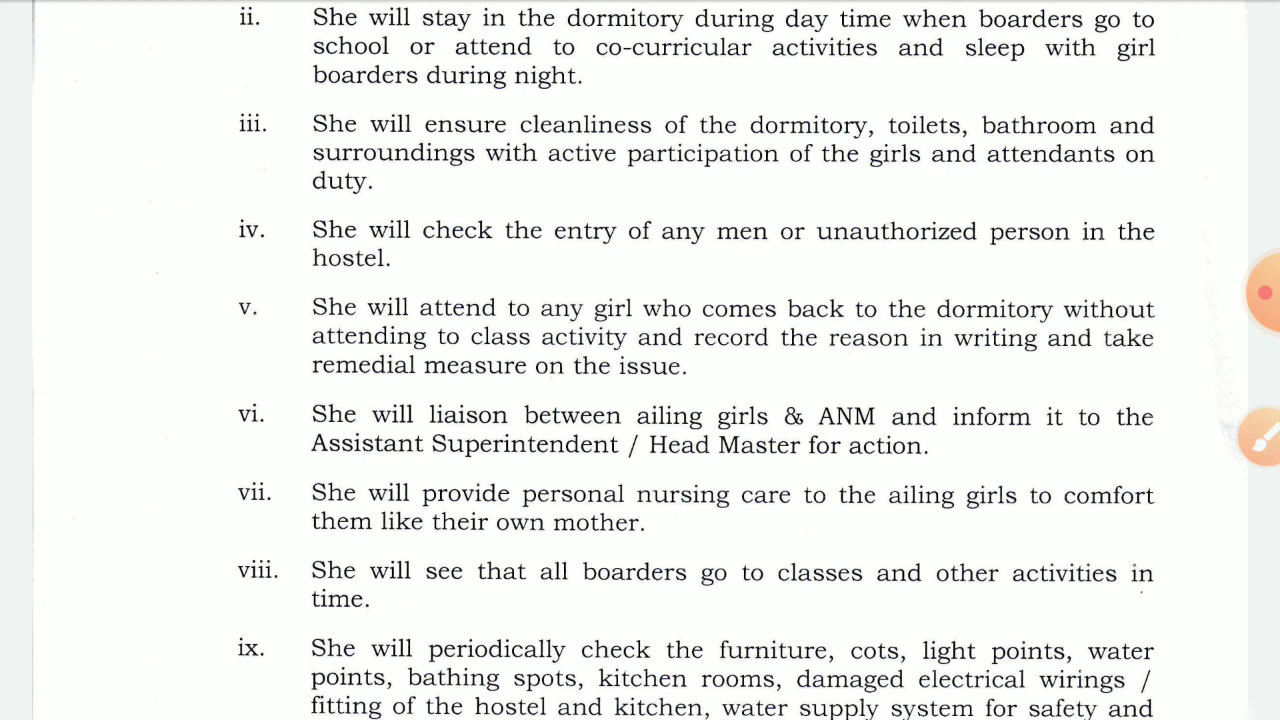 ii. She will stay in the dormitory during day time when boarders go to
school or attend to co-curricular activities and sleep with girl
boarders during night.
iii. She will ensure cleanliness of the dormitory, toilets, bathroom and
surroundings with active participation of the girls and attendants on
duty.
iv. She will check the entry of any men or unauthorized person in the
hostel.
v. She will attend to any girl who comes back to the dormitory without
attending to class activity and record the reason in writing and take
remedial measure on the issue.
vi. She will liaison between ailing girls & ANM and inform it to the
Assistant Superintendent / Head Master for action.
vii. She will provide personal nursing care to the ailing girls to comfort
them like their own mother.
viii. She will see that all boarders go to classes and other activities in
time.
ix. She will periodically check the furniture, cots, light points, water
points, bathing spots, kitchen rooms, damaged electrical wirings /
fitting of the hostel and kitchen, water supply system for safety and